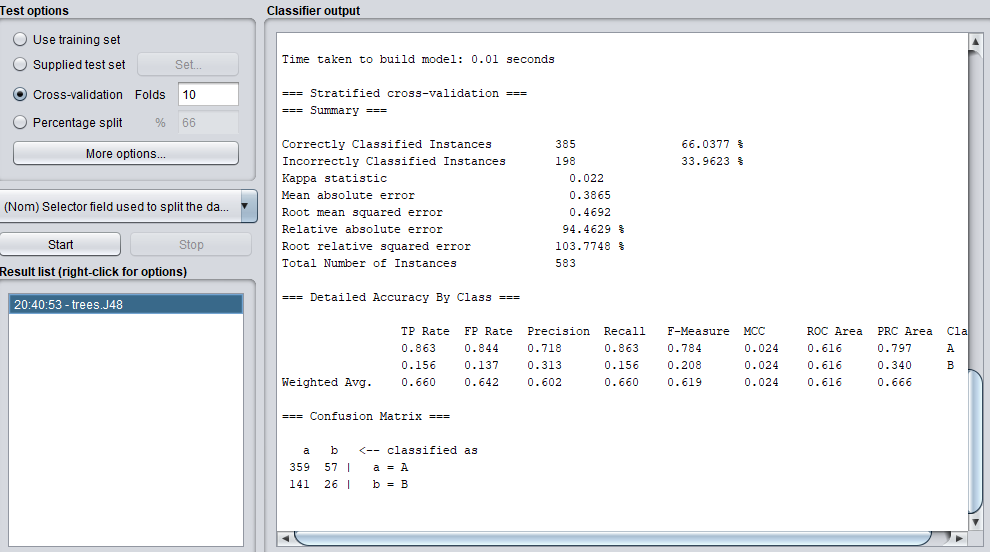 Test options
Use training set
Supplied test set Set...
Cross-validation Folds 10
Percentage split % 66
More options...
(Nom) Selector field used to split the da...
Start Stop
Result list (right-click for options)
20:40:53 - trees.J48
Classifier output
Time taken to build model: 0.01 seconds
=== Stratified cross-validation ===
=== Summary ===
Correctly Classified Instances 385 66.0377 %
Incorrectly Classified Instances 198 33.9623 %
Kappa statistic 0.022
Mean absolute error 0.3865
Root mean squared error 0.4692
Relative absolute error 94.4629 %
Root relative squared error 103.7748 %
Total Number of Instances 583
=== Detailed Accuracy By Class ===
TP Rate FP Rate Precision Recall F-Measure MCC ROC Area PRC Area Cla
0.863 0.844 0.718 0.863 0.784 0.024 0.616 0.797 A
0.156 0.137 0.313 0.156 0.208 0.024 0.616 0.340 B
Weighted Avg. 0.660 0.642 0.602 0.660 0.619 0.024 0.616 0.666
=== Confusion Matrix ===
a b <-- classified as
359 57 | a = A
141 26 | b = B